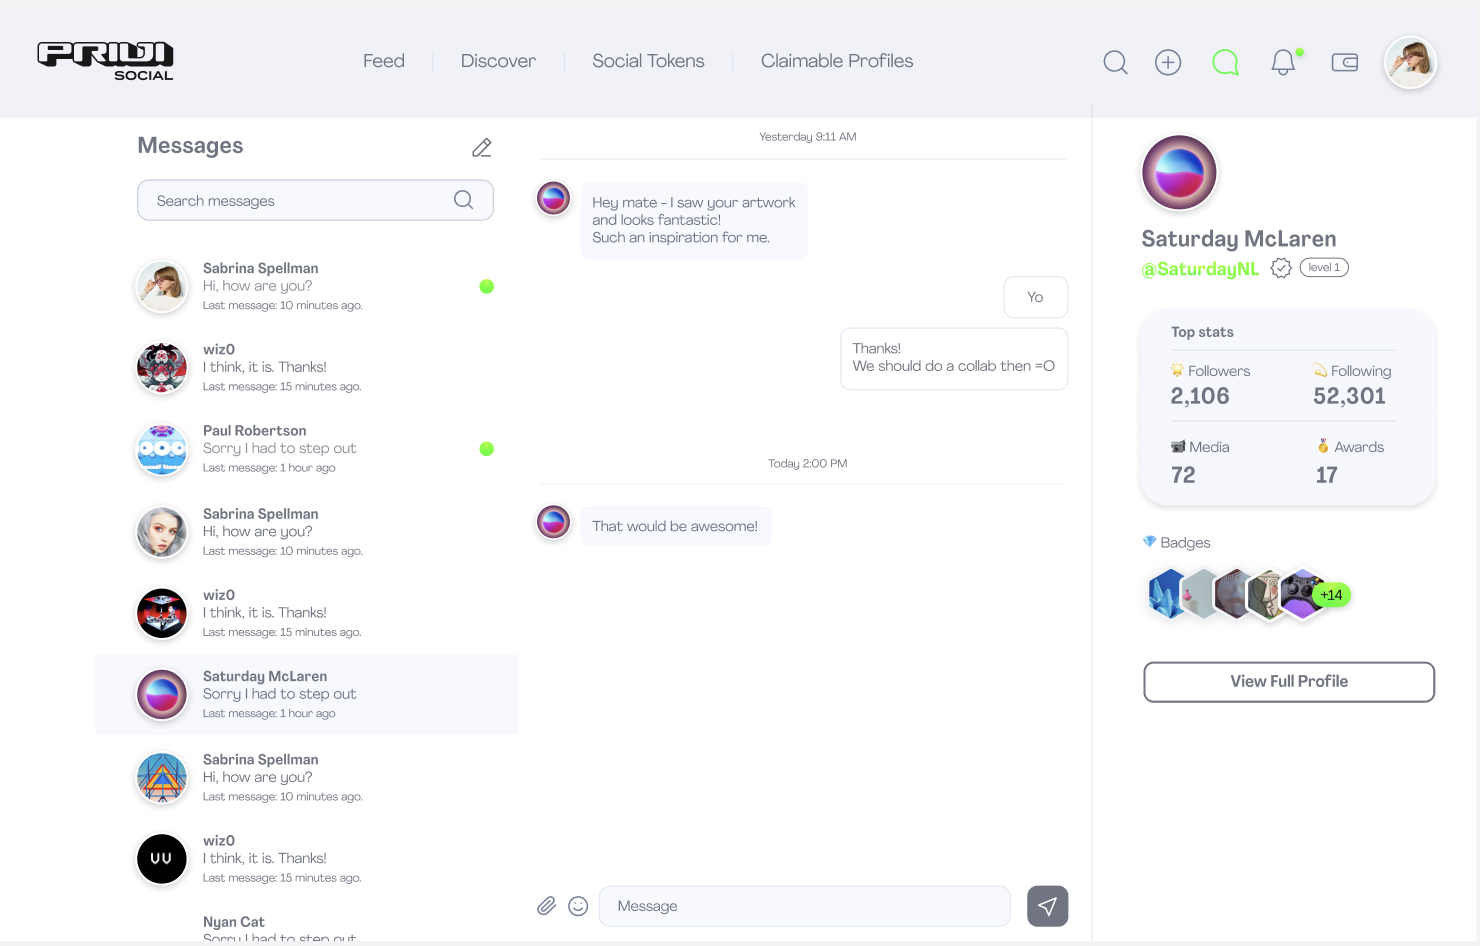 PRIVI
SOCIAL
Feed
Discover
Social Tokens
Claimable Profiles
Messages
Search messages
Sabrina Spellman
Hi, how are you?
Last message: 10 minutes ago.
wiz0
I think, it is. Thanks!
Last message: 15 minutes ago.
Paul Robertson
Sorry I had to step out
Last message: 1 hour ago
Sabrina Spellman
Hi, how are you?
Last message: 10 minutes ago.
wiz0
I think, it is. Thanks!
Last message: 15 minutes ago.
Saturday McLaren
Sorry I had to step out
Last message: 1 hour ago
Sabrina Spellman
Hi, how are you?
Last message: 10 minutes ago.
wiz0
I think, it is. Thanks!
Last message: 15 minutes ago.
Nyan Cat
Sorry I had to step out
Yesterday 9:11 AM
Hey mate - I saw your artwork
and looks fantastic!
Such an inspiration for me.
Yo
Thanks!
We should do a collab then =O
Today 2:00 PM
That would be awesome!
Message
Saturday McLaren
@SaturdayNL
level 1
Top stats
Followers
2,106
Following
52,301
Media
72
Awards
17
Badges
+14
View Full Profile